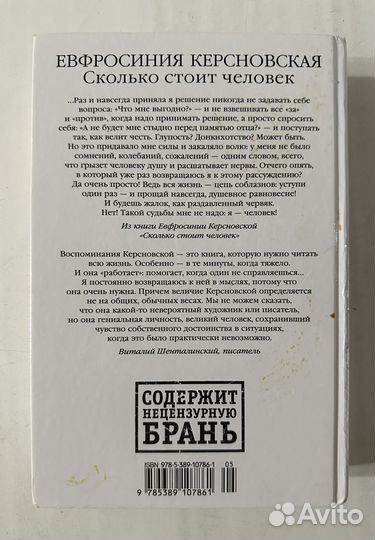 ЕВФРОСИНИЯ КЕРСНОВСКАЯ
Сколько стоит человек
...Раз и навсегда приняла я решение никогда не задавать себе
вопроса: «Что мне выгодно?» — и не взвешивать все «за»
и «против», когда надо принимать решение, а просто спросить
себя: «А не будет мне стыдно перед памятью отца?» — и поступать
так, как велит честь. Глупость? Донкихотство? Может быть.
Но это придавало мне силы и закаляло волю: у меня не было
сомнений, колебаний, сожалений — одним словом, всего,
что грызет человеку душу и расшатывает нервы. Отчего опять,
в который уже раз возвращаюсь я к этому рассуждению?
Да очень просто! Ведь вся жизнь — цепь соблазнов: уступи
один раз — и прощай навсегда, душевное равновесие!
И будешь жалок, как раздавленный червяк.
Нет! Такой судьбы мне не надо: я — человек!
Из книги Евфросинии Керсновской
«Сколько стоит человек»
Воспоминания Керсновской — это книга, которую нужно читать
всю жизнь. Особенно — в те минуты, когда тяжело.
И она «работает»: помогает, когда один не справляешься...
Я постоянно возвращаюсь к ней в мыслях, потому что
она очень нужна. Причем величие Керсновской определяется
не на общих, обычных весах. Мы не можем сказать,
что она какой-то невероятный художник или писатель,
но она гениальная личность, великий человек, сохранивший
чувство собственного достоинства в ситуациях,
когда это было практически невозможно.
Виталий Шенталинский, писатель
СОДЕРЖИТ
НЕЦЕНЗУРНУЮ
БРАНЬ
ISBN 978-5-389-10786-1
05
9 785389 107861
Avito